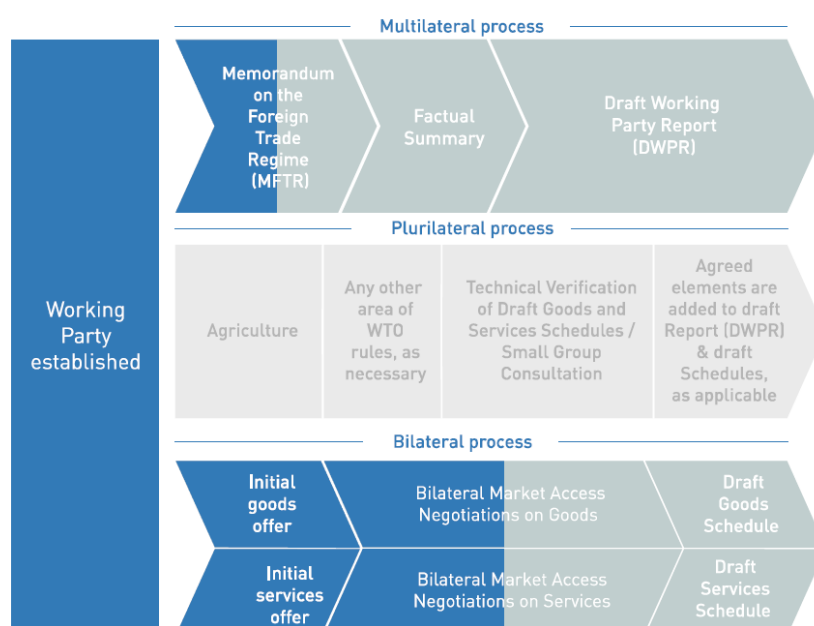 Multilateral process
Memorandum
on the
Foreign
Trade
Regime
(MFTR)
Factual
Summary
Draft Working
Party Report
(DWPR)
Working
Party
established
Plurilateral process
Agriculture
Any other
area of
WTO
rules, as
necessary
Technical Verification
of Draft Goods and
Services Schedules /
Small Group
Consultation
Agreed
elements are
added to draft
Report (DWPR)
& draft
Schedules,
as applicable
Bilateral process
Initial
goods
offer
Bilateral Market Access
Negotiations on Goods
Draft
Goods
Schedule
Initial
services
offer
Bilateral Market Access
Negotiations on Services
Draft
Services
Schedule